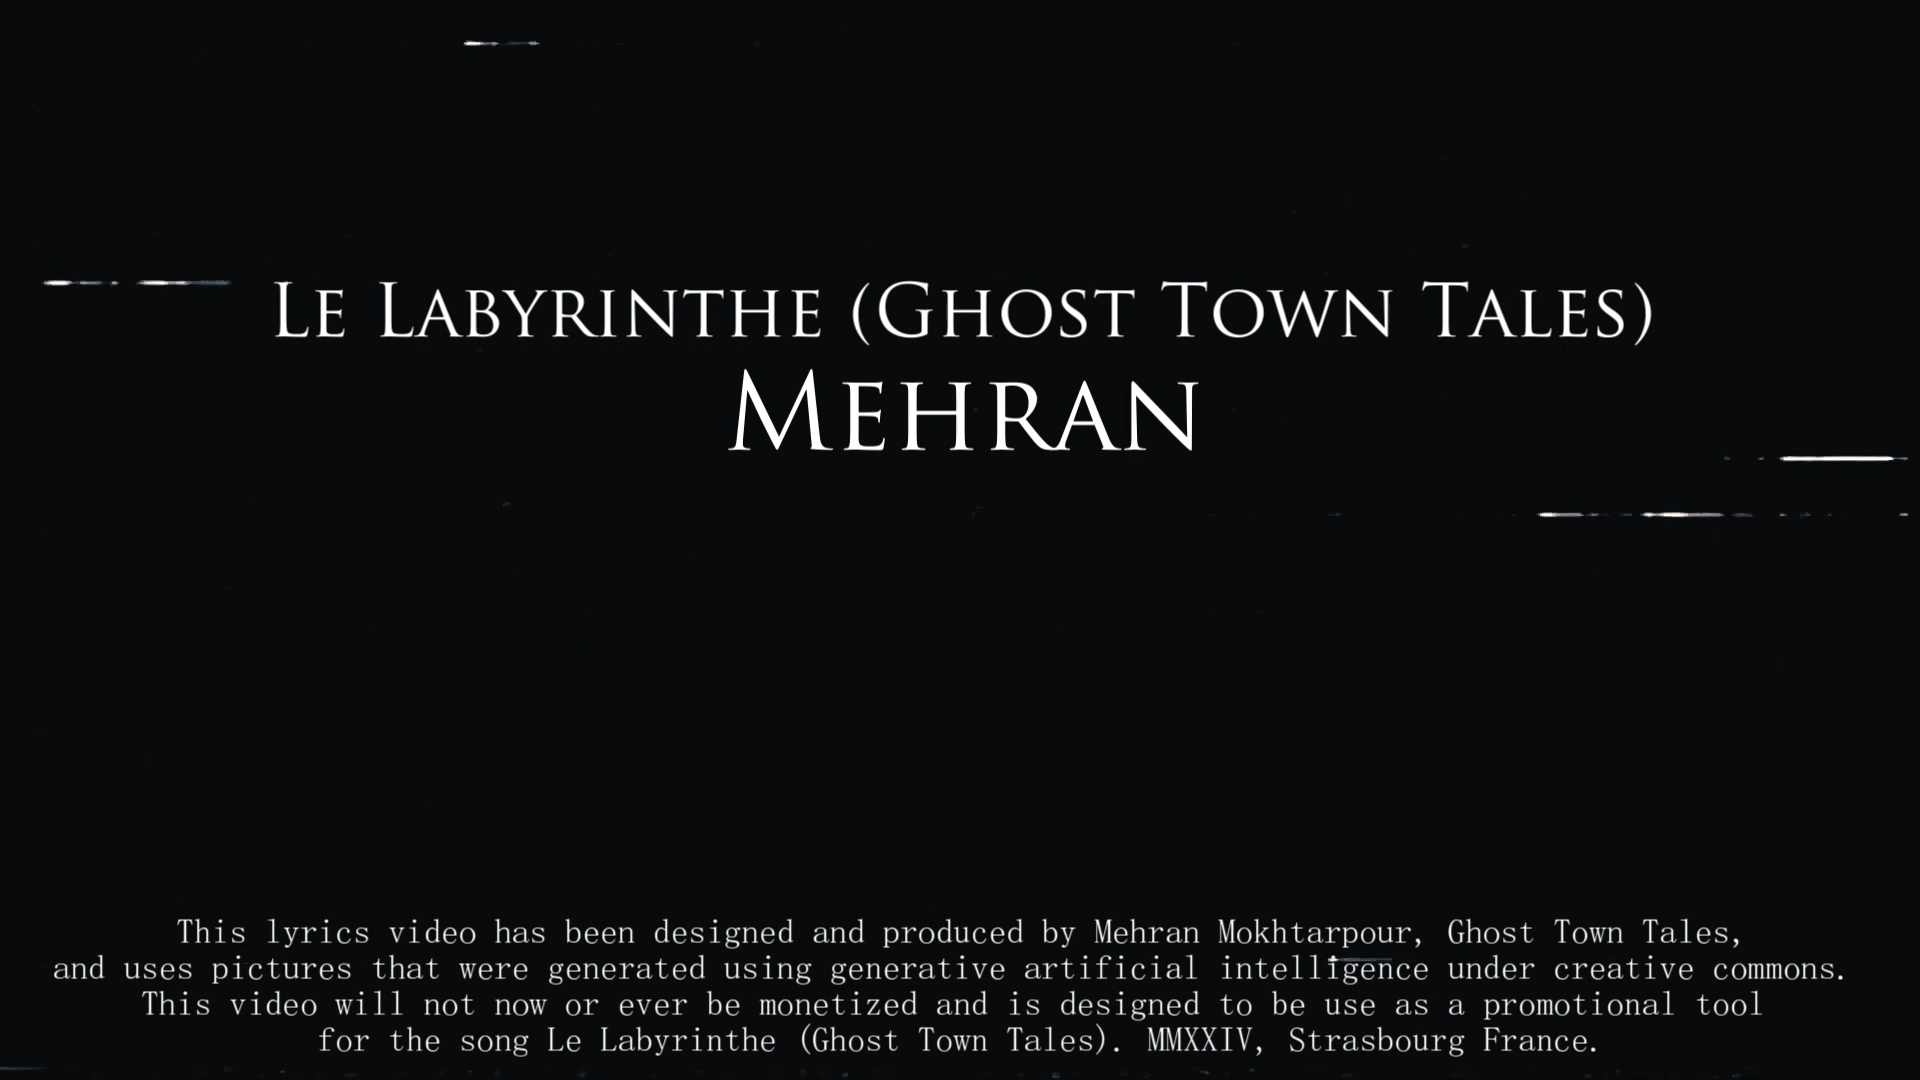 Le Labyrinthe (Ghost Town Tales)
Mehran
This lyrics video has been designed and produced by Mehran Mokhtarpour, Ghost Town Tales,
and uses pictures that were generated using generative artificial intelligence under creative commons.
This video will not now or ever be monetized and is designed to be use as a promotional tool
for the song Le Labyrinthe (Ghost Town Tales). MMXXIV, Strasbourg France.